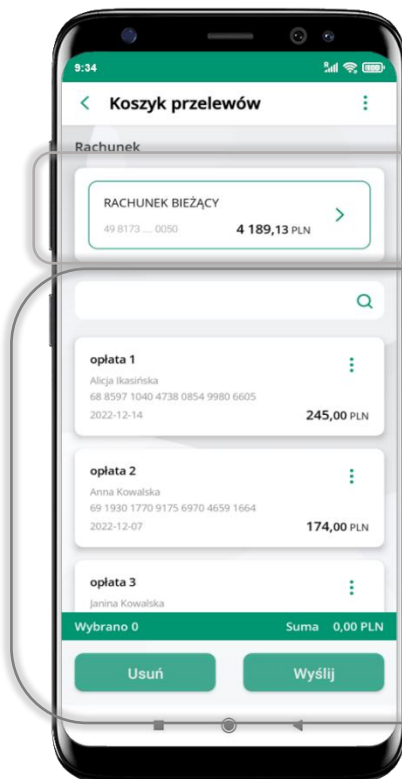 9:34
Koszyk przelewów
Rachunek
RACHUNEK BIEŻĄCY
49 8173 ... 0050 4 189,13 PLN
opłata 1
Alicja Ikasińska
68 8597 1040 4738 0854 9980 6605
2022-12-14 245,00 PLN
opłata 2
Anna Kowalska
69 1930 1770 9175 6970 4659 1664
2022-12-07 174,00 PLN
opłata 3
Janina Kowalska
Wybrano 0 Suma 0,00 PLN
Usuń Wyślij